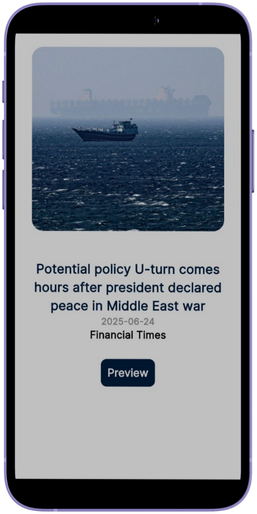 Potential policy U-turn comes
hours after president declared
peace in Middle East war
2025-06-24
Financial Times
Preview